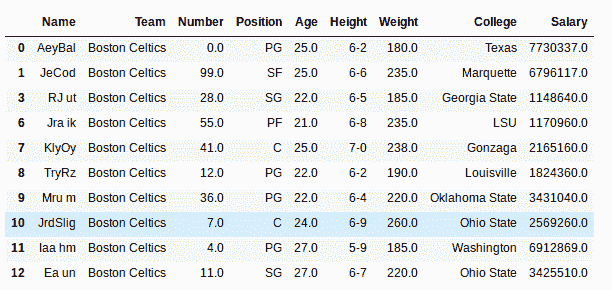 Name Team Number Position Age Height Weight College Salary
0 AeyBal Boston Celtics 0.0 PG 25.0 6-2 180.0 Texas 7730337.0
1 JeCod Boston Celtics 99.0 SF 25.0 6-6 235.0 Marquette 6796117.0
3 RJ ut Boston Celtics 28.0 SG 22.0 6-5 185.0 Georgia State 1148640.0
6 Jra ik Boston Celtics 55.0 PF 21.0 6-8 235.0 LSU 1170960.0
7 KlyOy Boston Celtics 41.0 C 25.0 7-0 238.0 Gonzaga 2165160.0
8 TryRz Boston Celtics 12.0 PG 22.0 6-2 190.0 Louisville 1824360.0
9 Mru m Boston Celtics 36.0 PG 22.0 6-4 220.0 Oklahoma State 3431040.0
10 JrdSlig Boston Celtics 7.0 C 24.0 6-9 260.0 Ohio State 2569260.0
11 Iaa hm Boston Celtics 4.0 PG 27.0 5-9 185.0 Washington 6912869.0
12 Ea un Boston Celtics 11.0 SG 27.0 6-7 220.0 Ohio State 3425510.0